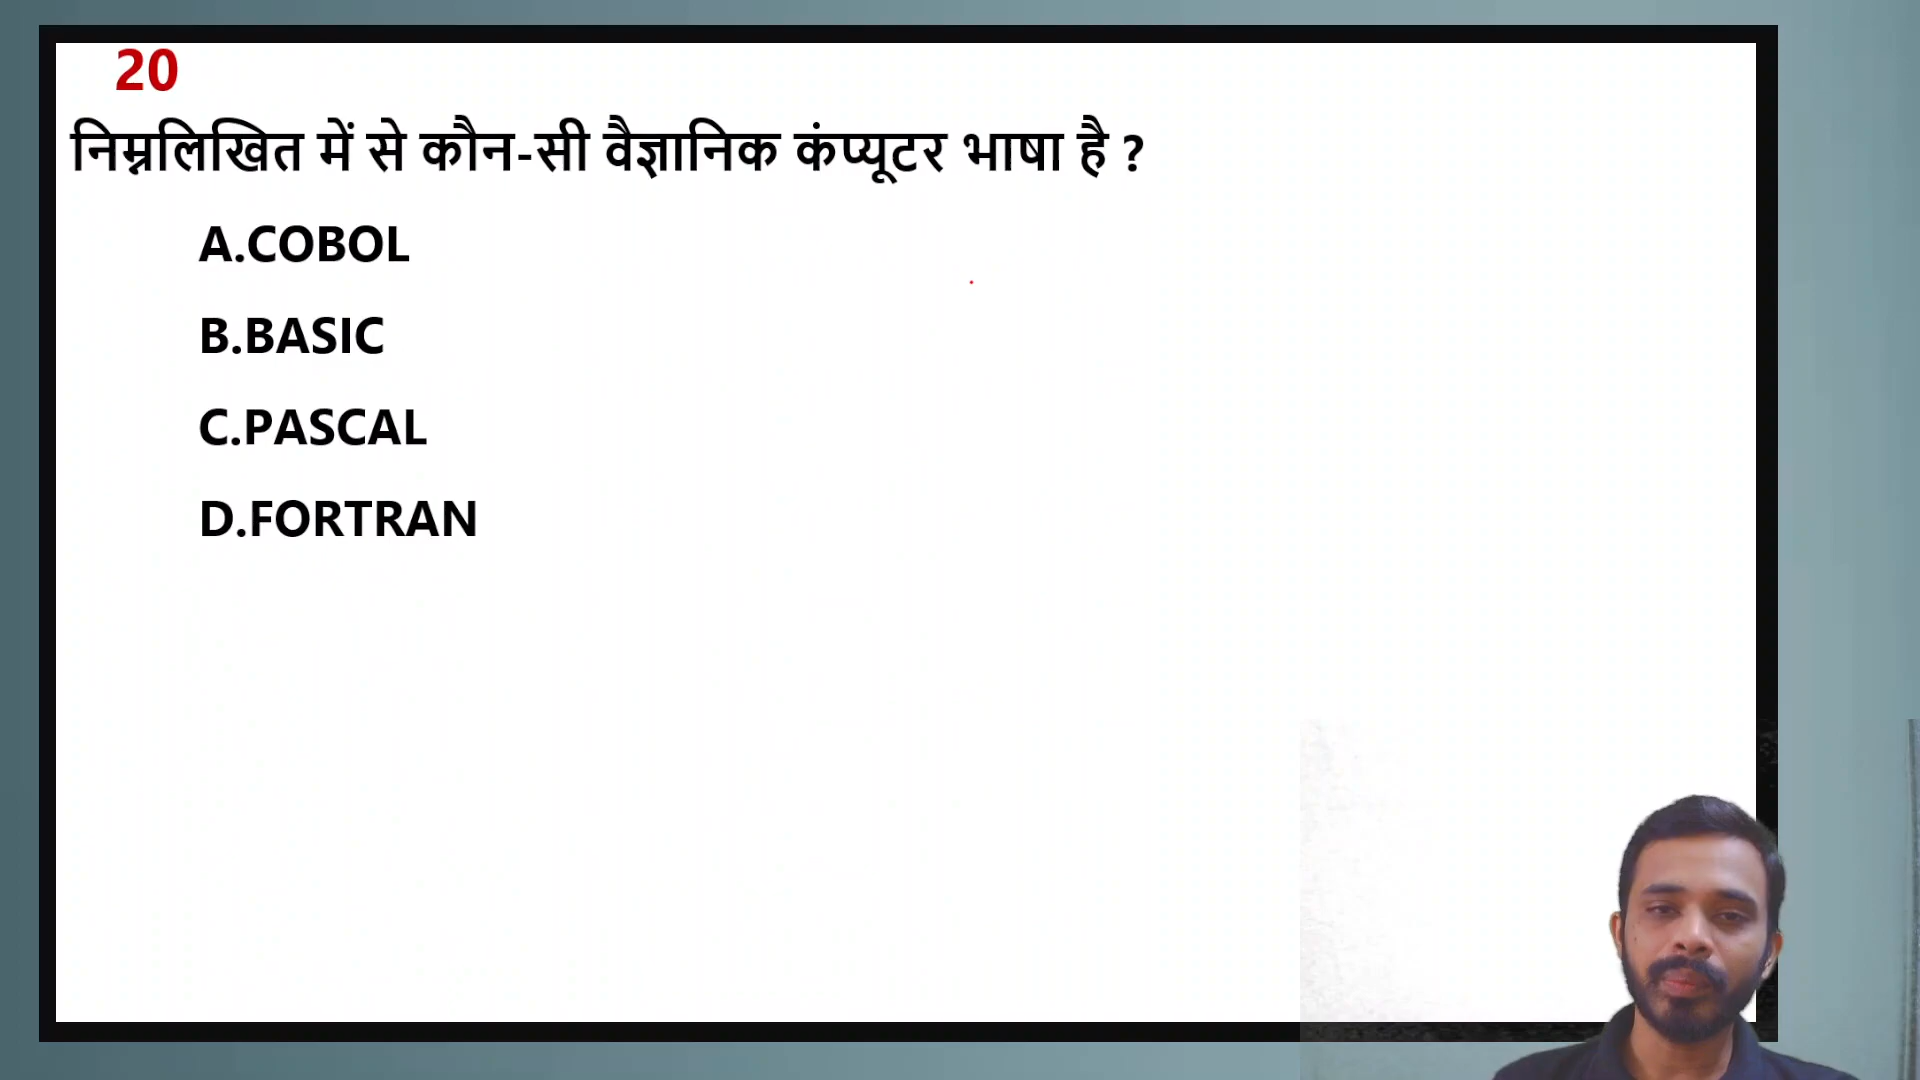 20
निम्नलिखित में से कौन-सी वैज्ञानिक कंप्यूटर भाषा है ?
A.COBOL
B.BASIC
C.PASCAL
D.FORTRAN